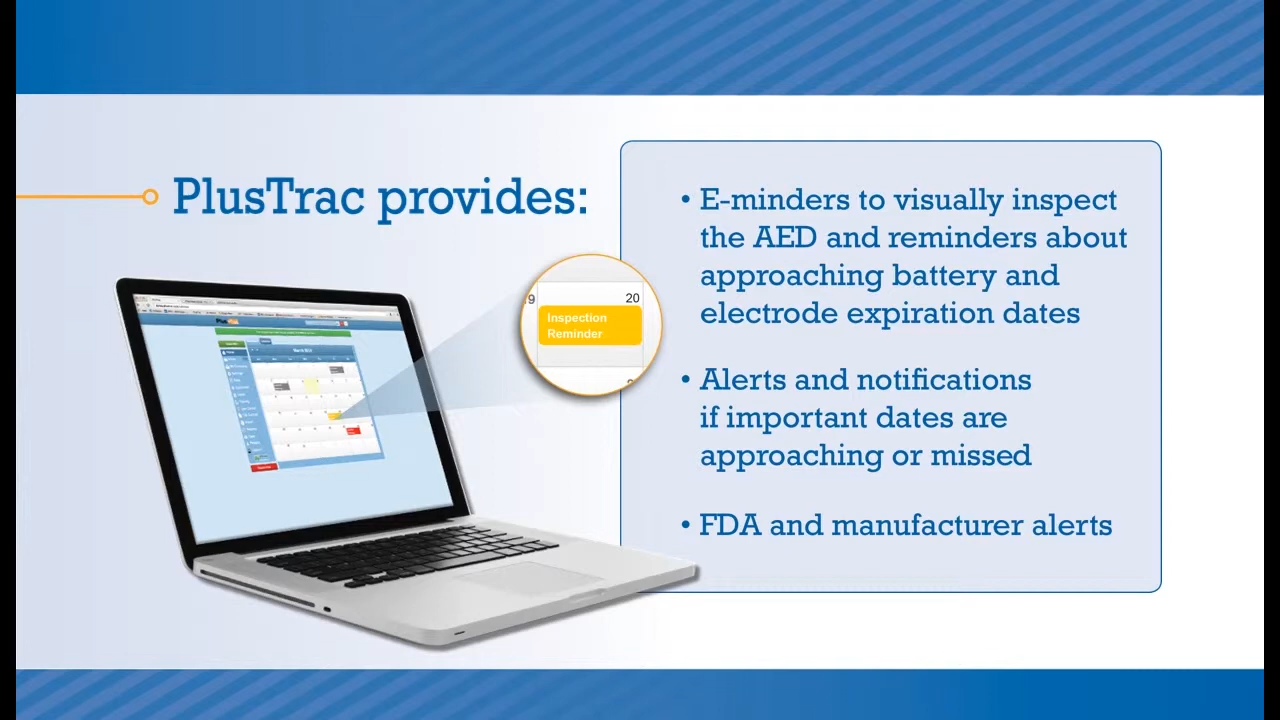 PlusTrac provides:
• E-minders to visually inspect
the AED and reminders about
approaching battery and
electrode expiration dates
• Alerts and notifications
if important dates are
approaching or missed
• FDA and manufacturer alerts
20
Inspection
Reminder